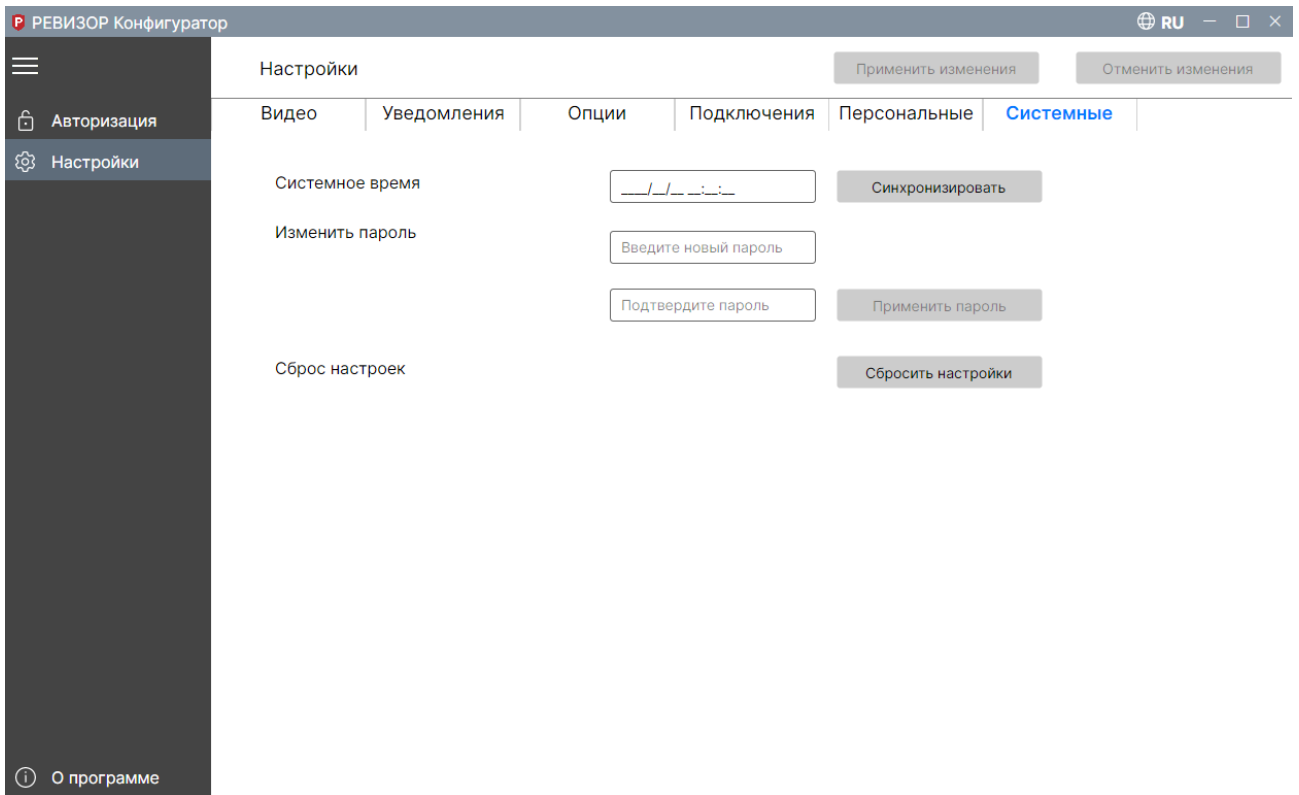 РЕВИЗОР Конфигуратор RU
Настройки Применить изменения Отменить изменения
Авторизация
Настройки
Видео Уведомления Опции Подключения Персональные Системные
Системное время ____/__/__ __:__:__ Синхронизировать
Изменить пароль Введите новый пароль
Подтвердите пароль Применить пароль
Сброс настроек Сбросить настройки
О программе